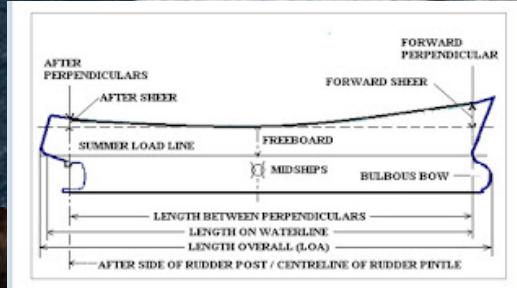 FORWARD
PERPENDICULAR
AFTER
PERPENDICULARS
FORWARD SHEER
AFTER SHEER
SUMMER LOAD LINE
FREEBOARD
MIDSHIPS
BULBOUS BOW
LENGTH BETWEEN PERPENDICULARS
LENGTH ON WATERLINE
LENGTH OVERALL (LOA)
AFTER SIDE OF RUDDER POST / CENTRELINE OF RUDDER PINTLE